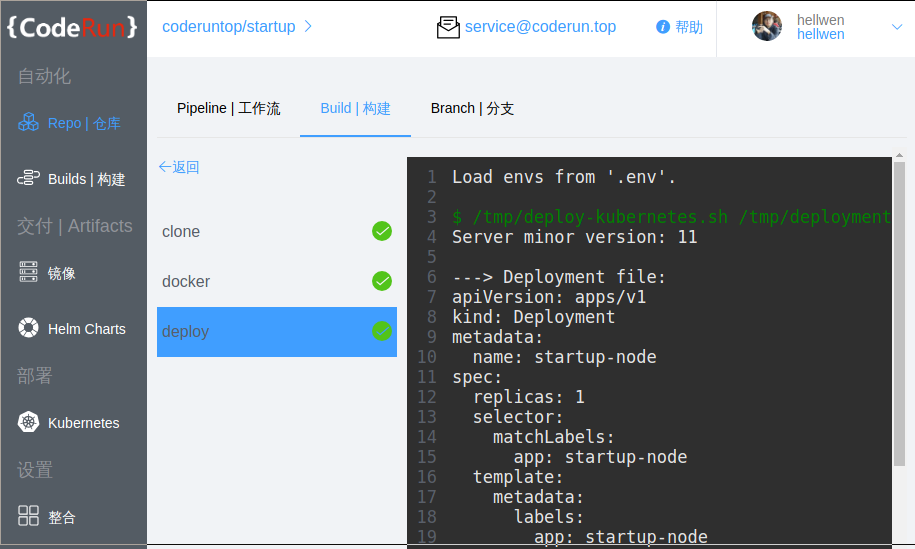 {CodeRun}
coderuntop/startup
service@coderun.top
帮助
hellwen
hellwen
自动化
Repo | 仓库
Builds | 构建
交付 | Artifacts
镜像
Helm Charts
部署
Kubernetes
设置
整合
Pipeline | 工作流
Build | 构建
Branch | 分支
返回
clone
docker
deploy
1 Load envs from '.env'.
2
3 $ /tmp/deploy-kubernetes.sh /tmp/deployment
4 Server minor version: 11
5
6 ---> Deployment file:
7 apiVersion: apps/v1
8 kind: Deployment
9 metadata:
10   name: startup-node
11 spec:
12   replicas: 1
13   selector:
14     matchLabels:
15       app: startup-node
16   template:
17     metadata:
18       labels:
19         app: startup-node